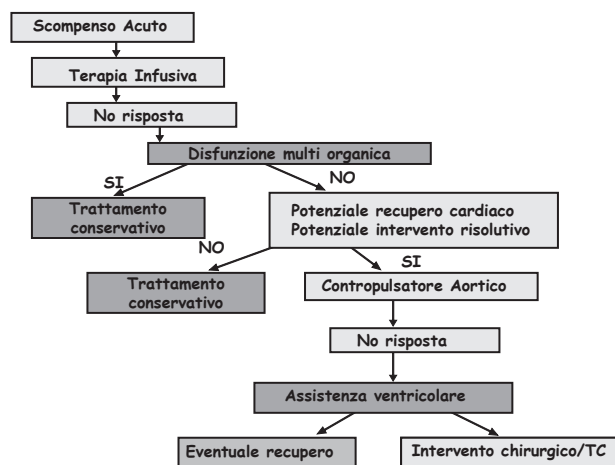 Scompenso Acuto
Terapia Infusiva
No risposta
Disfunzione multi organica
SI
NO
Trattamento
conservativo
Potenziale recupero cardiaco
Potenziale intervento risolutivo
NO
SI
Trattamento
conservativo
Contropulsatore Aortico
No risposta
Assistenza ventricolare
Eventuale recupero
Intervento chirurgico/TC